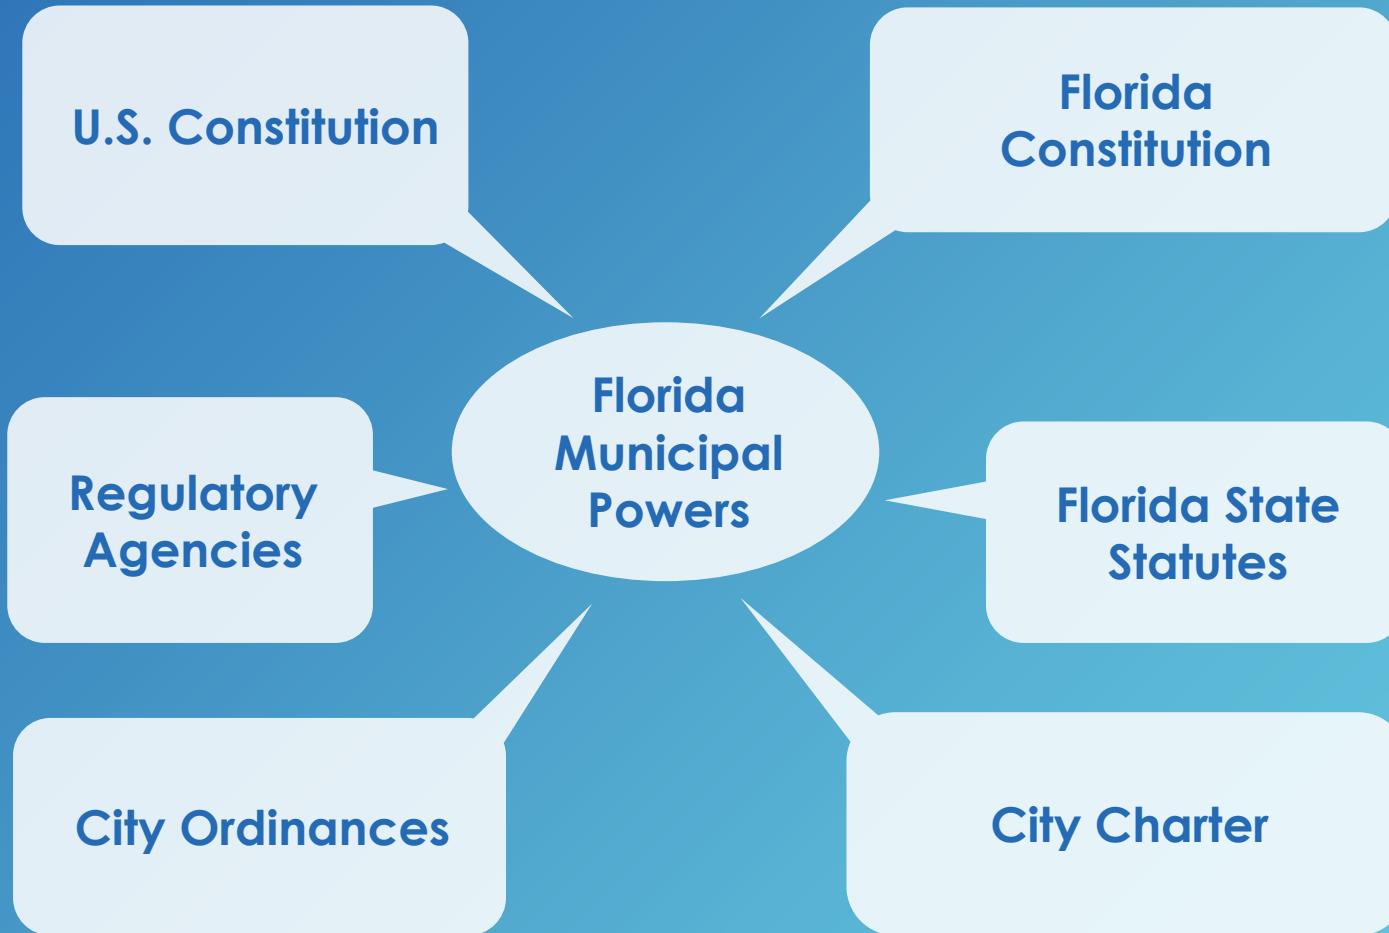 U.S. Constitution
Florida
Constitution
Florida
Municipal
Powers
Regulatory
Agencies
Florida State
Statutes
City Ordinances
City Charter